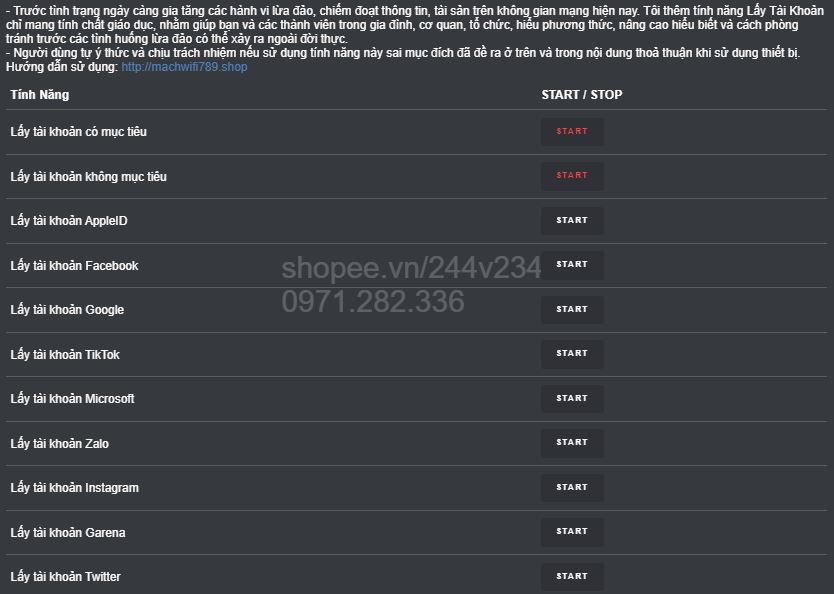 - Trước tình trạng ngày càng gia tăng các hành vi lừa đảo, chiếm đoạt thông tin, tài sản trên không gian mạng hiện nay. Tôi thêm tính năng Lấy Tài Khoản
chỉ mang tính chất giáo dục, nhằm giúp bạn và các thành viên trong gia đình, cơ quan, tổ chức, hiểu phương thức, nâng cao hiểu biết và cách phòng
tránh trước các tình huống lừa đảo có thể xảy ra ngoài đời thực.
- Người dùng tự ý thức và chịu trách nhiệm nếu sử dụng tính năng này sai mục đích đã đề ra ở trên và trong nội dung thoả thuận khi sử dụng thiết bị.
Hướng dẫn sử dụng: http://machwifi789.shop
Tính Năng START / STOP
Lấy tài khoản có mục tiêu START
Lấy tài khoản không mục tiêu START
Lấy tài khoản AppleID START
Lấy tài khoản Facebook START
shopee.vn/244v234
Lấy tài khoản Google START
0971.282.336
Lấy tài khoản TikTok START
Lấy tài khoản Microsoft START
Lấy tài khoản Zalo START
Lấy tài khoản Instagram START
Lấy tài khoản Garena START
Lấy tài khoản Twitter START